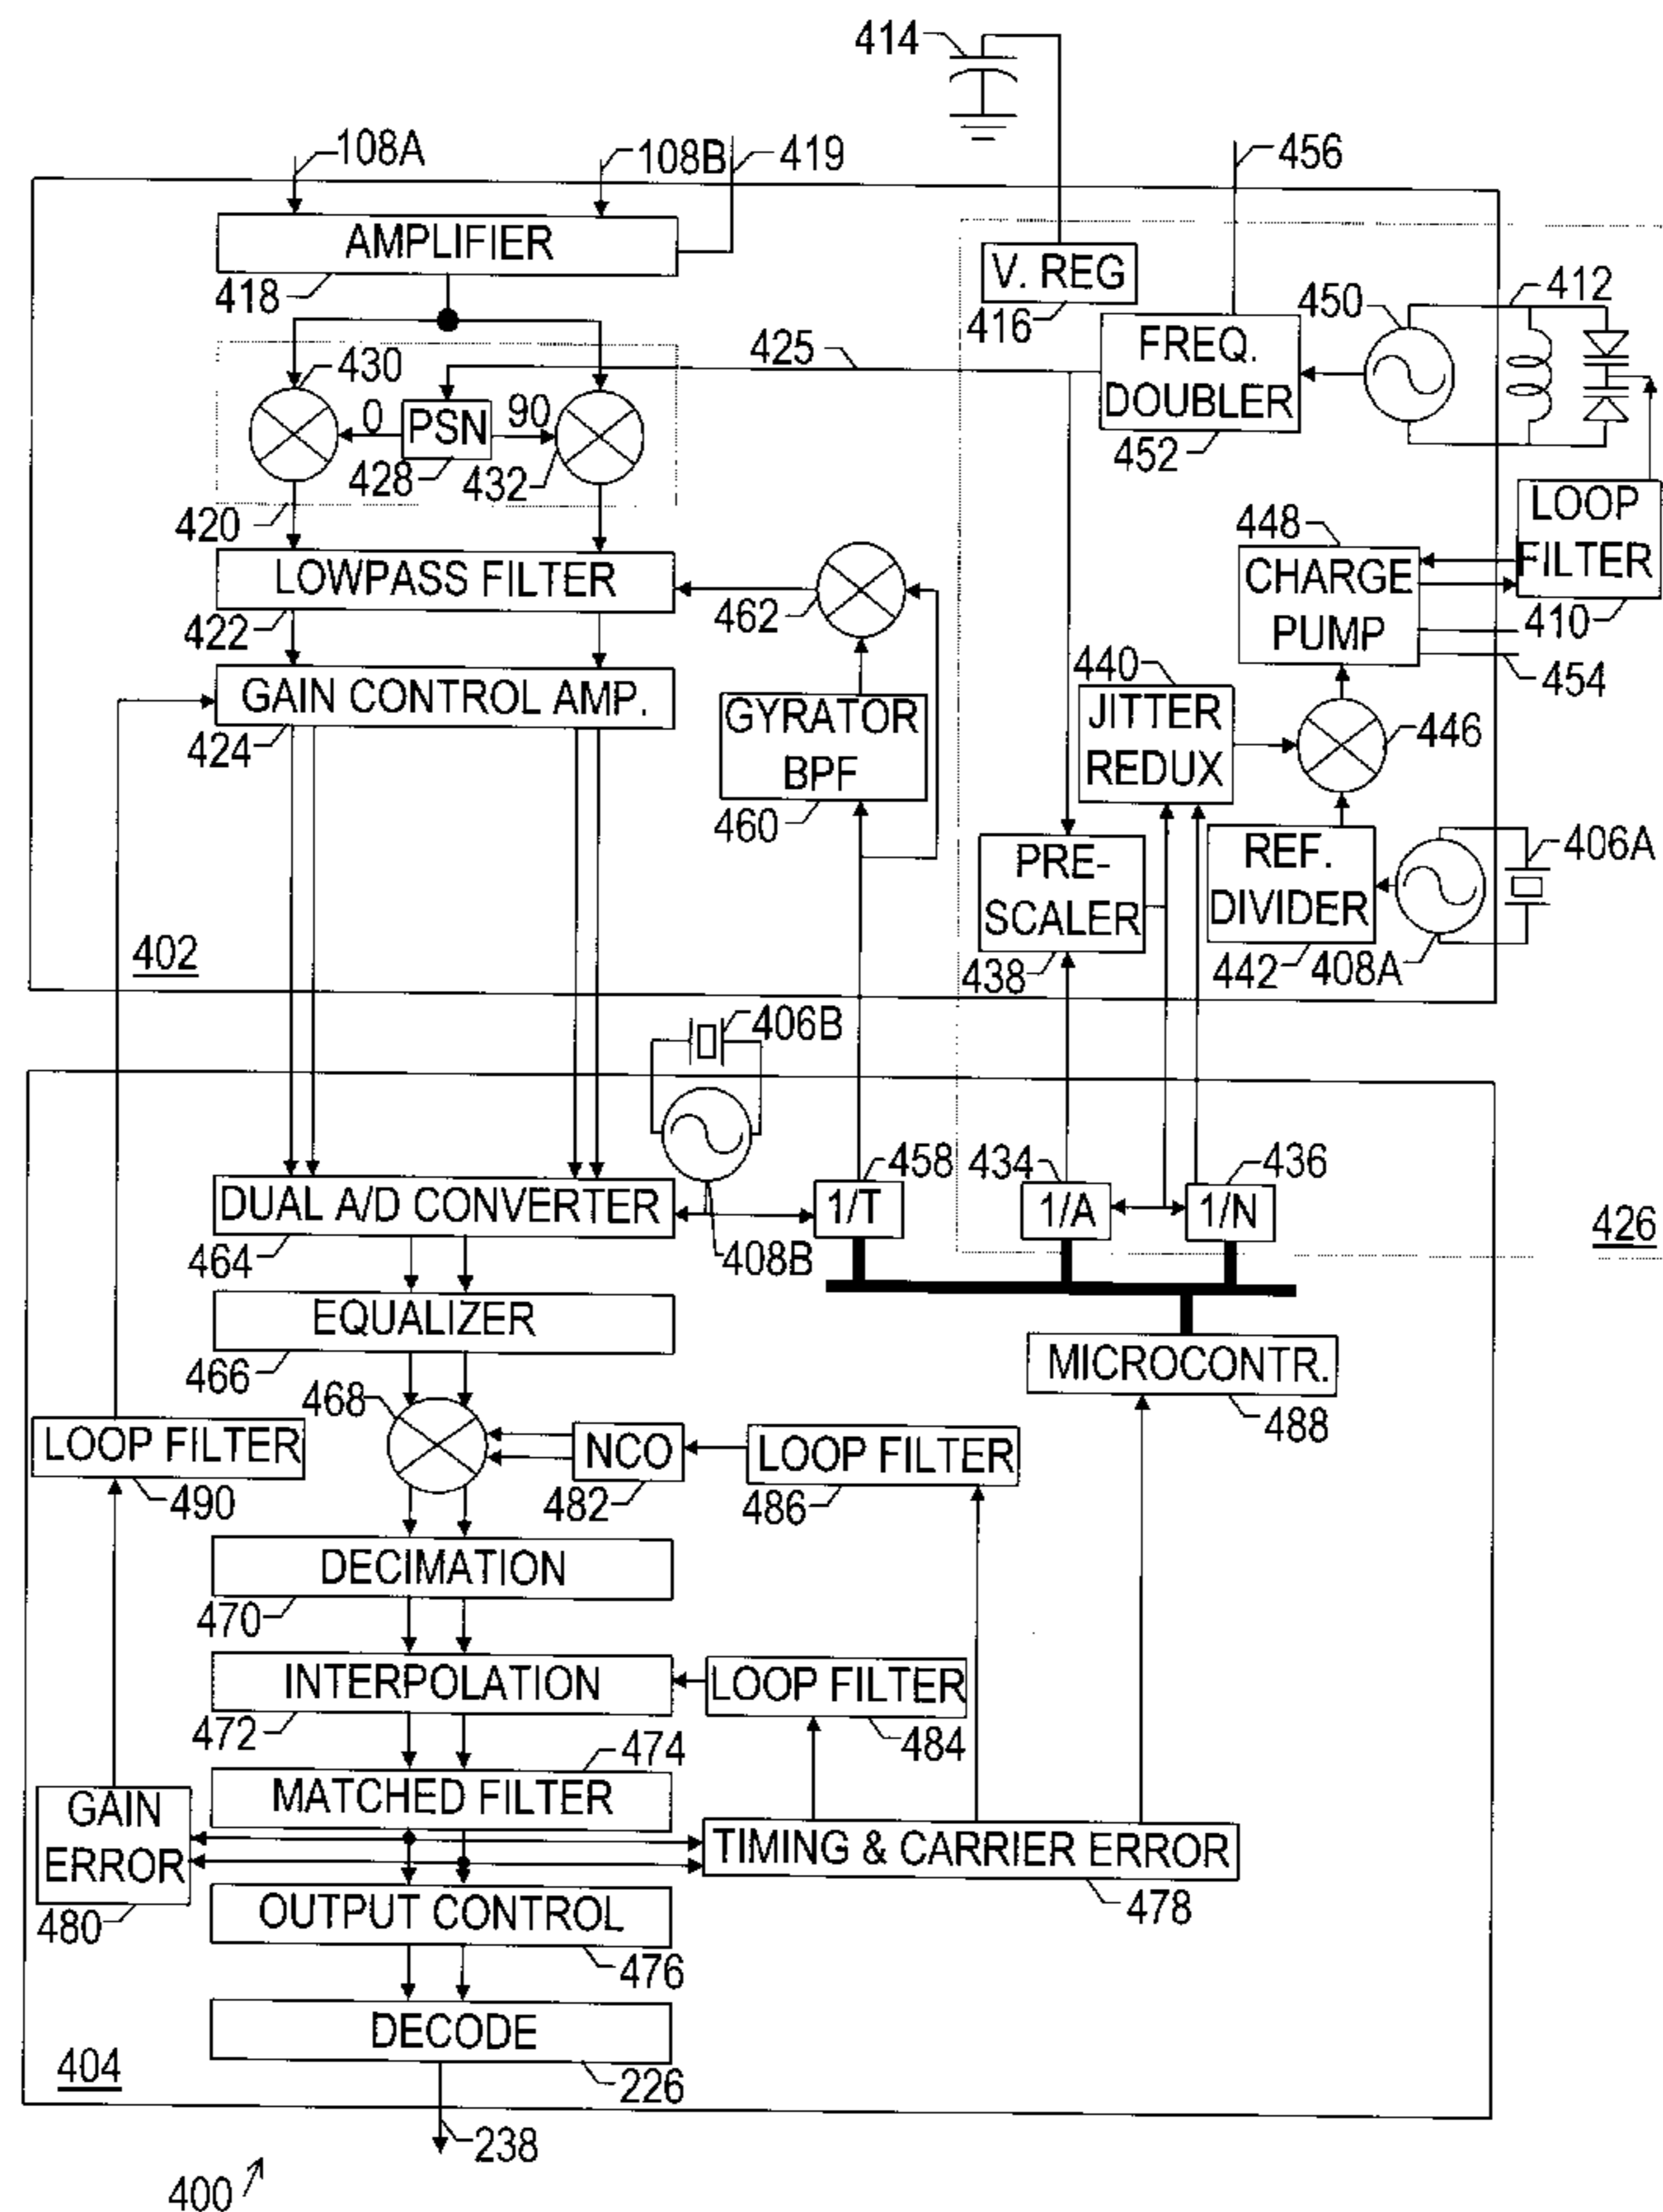 414
108A
108B
419
456
AMPLIFIER
418
V. REG
416
450
412
FREQ.
DOUBLER
452
425
430
0
PSN
90
428
432
420
LOOP
FILTER
410
448
CHARGE
PUMP
454
LOWPASS FILTER
422
462
GAIN CONTROL AMP.
424
GYRATOR
BPF
460
440
JITTER
REDUX
446
PRE-
SCALER
438
REF.
DIVIDER
442
408A
406A
402
406B
458
434
436
DUAL A/D CONVERTER
464
408B
1/T
1/A
1/N
426
EQUALIZER
466
MICROCONTR.
488
468
LOOP FILTER
490
NCO
482
LOOP FILTER
486
DECIMATION
470
INTERPOLATION
472
LOOP FILTER
484
474
MATCHED FILTER
GAIN
ERROR
480
TIMING & CARRIER ERROR
478
OUTPUT CONTROL
476
DECODE
226
404
238
400